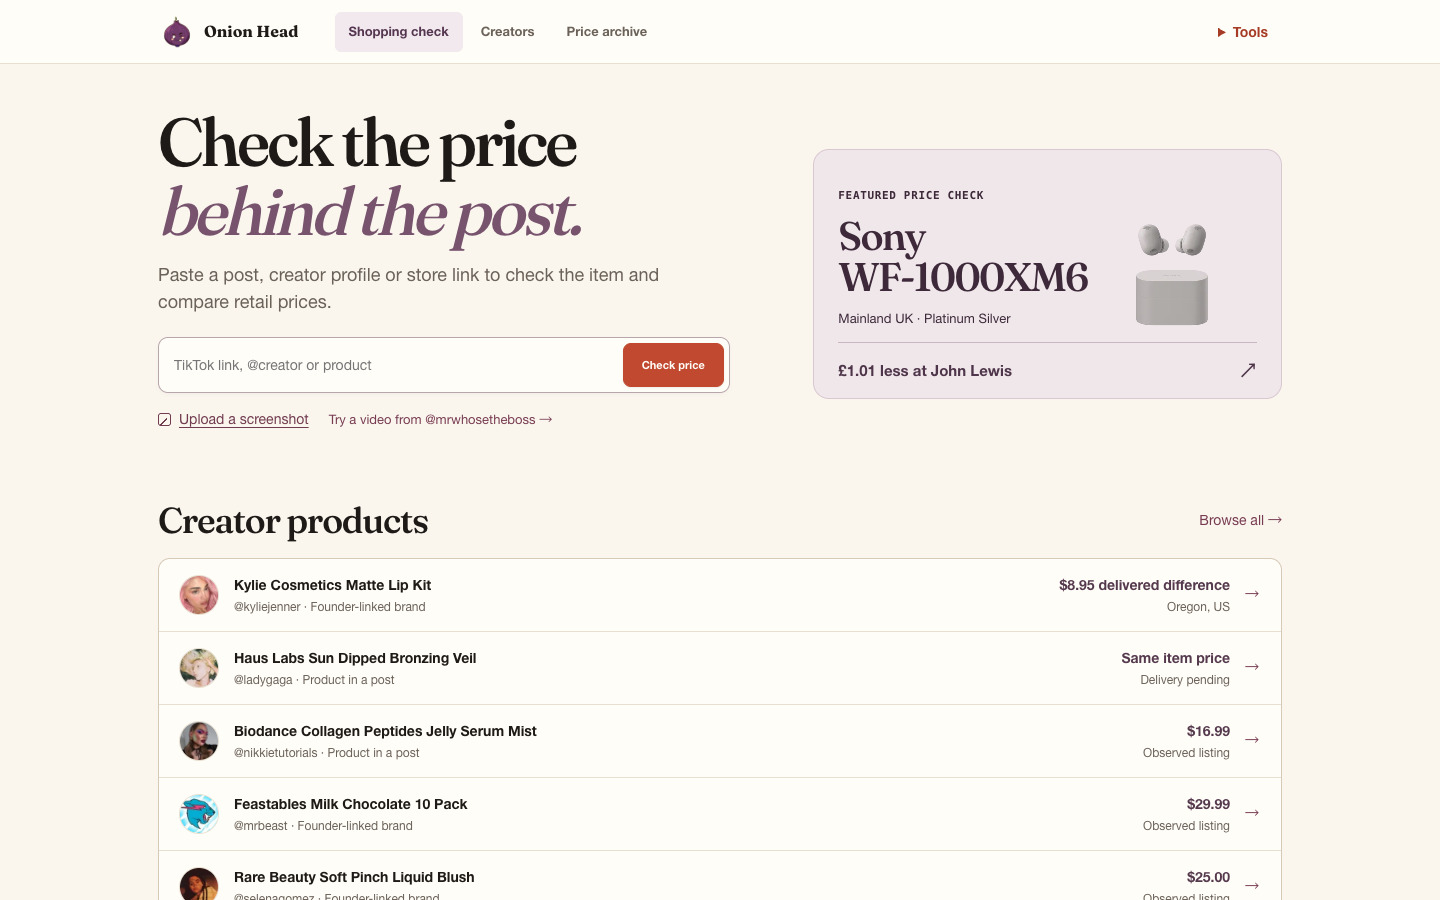 Onion Head
Shopping check
Creators
Price archive
▶ Tools
Check the price
behind the post.
Paste a post, creator profile or store link to check the item and
compare retail prices.
TikTok link, @creator or product
Check price
Upload a screenshot
Try a video from @mrwhosetheboss →
FEATURED PRICE CHECK
Sony
WF-1000XM6
Mainland UK · Platinum Silver
£1.01 less at John Lewis ↗
Creator products
Browse all →
Kylie Cosmetics Matte Lip Kit
@kyliejenner · Founder-linked brand
$8.95 delivered difference
Oregon, US
→
Haus Labs Sun Dipped Bronzing Veil
@ladygaga · Product in a post
Same item price
Delivery pending
→
Biodance Collagen Peptides Jelly Serum Mist
@nikkietutorials · Product in a post
$16.99
Observed listing
→
Feastables Milk Chocolate 10 Pack
@mrbeast · Founder-linked brand
$29.99
Observed listing
→
Rare Beauty Soft Pinch Liquid Blush
@selenagomez · Founder-linked brand
$25.00
Observed listing
→